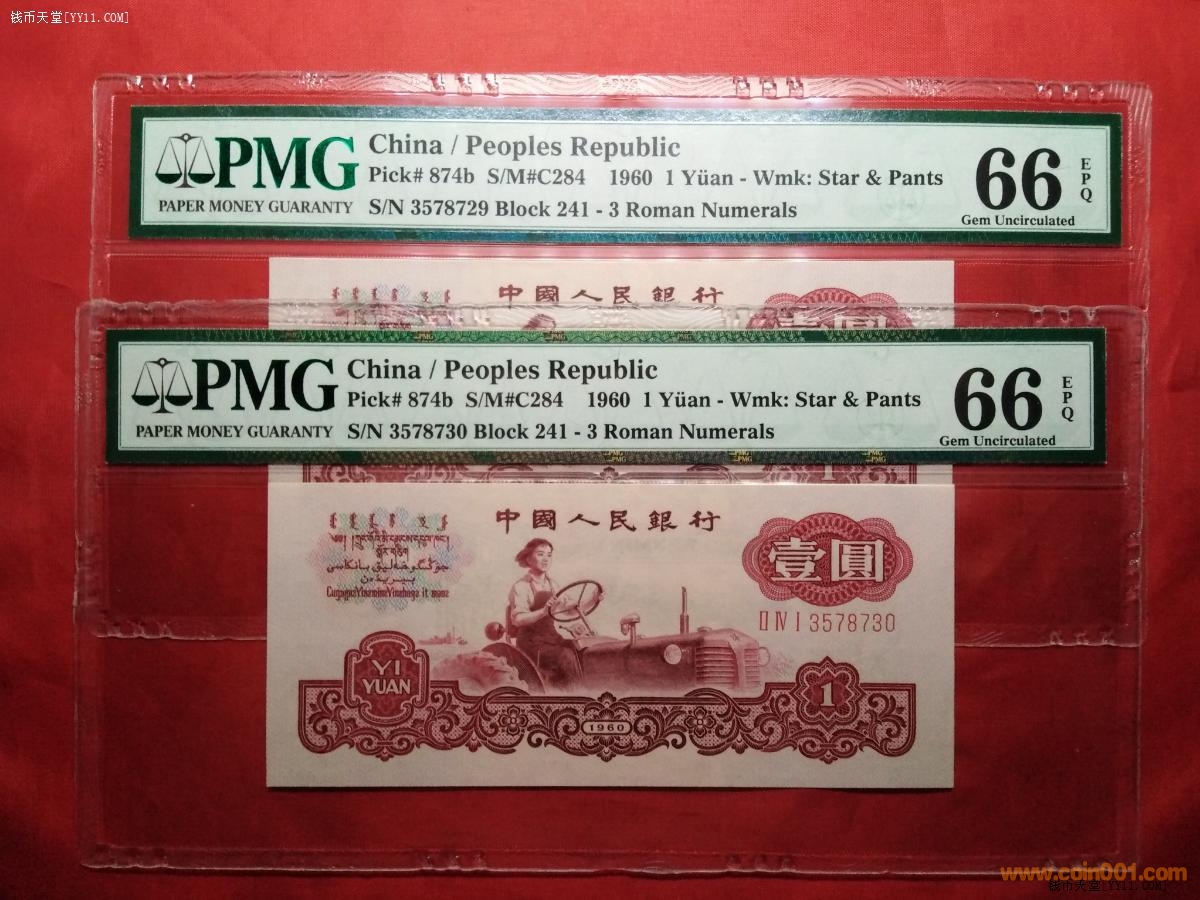 钱币天堂[YY11.COM]
PMG
PAPER MONEY GUARANTY
China / Peoples Republic
Pick# 874b S/M#C284 1960 1 Yüan - Wmk: Star & Pants
S/N 3578729 Block 241 - 3 Roman Numerals
66
EPQ
Gem Uncirculated
中國人民銀行
壹圓
PMG
PAPER MONEY GUARANTY
China / Peoples Republic
Pick# 874b S/M#C284 1960 1 Yüan - Wmk: Star & Pants
S/N 3578730 Block 241 - 3 Roman Numerals
66
EPQ
Gem Uncirculated
1
中國人民銀行
壹圓
II IV I 3578730
YI
YUAN
1960
1
www.coin001.com
钱币天堂[YY11.COM]